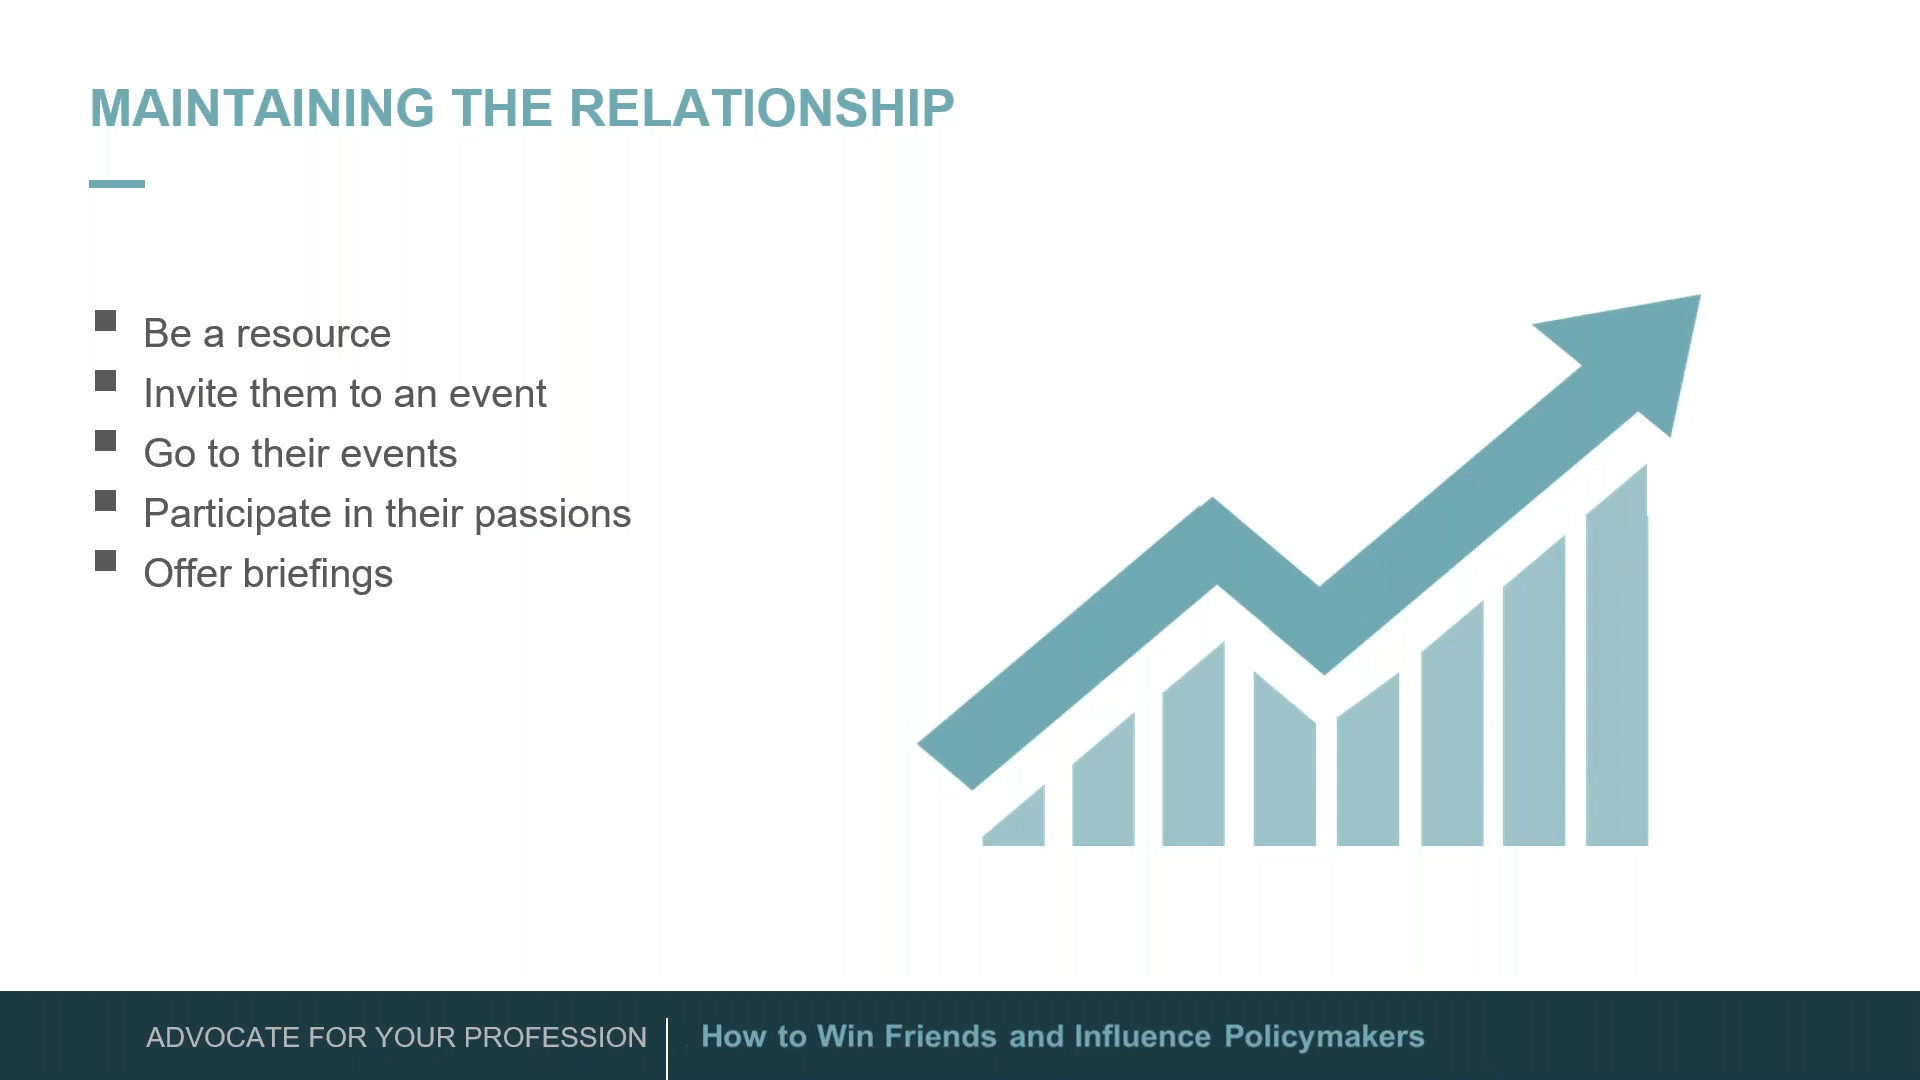 MAINTAINING THE RELATIONSHIP
Be a resource
Invite them to an event
Go to their events
Participate in their passions
Offer briefings
ADVOCATE FOR YOUR PROFESSION
How to Win Friends and Influence Policymakers